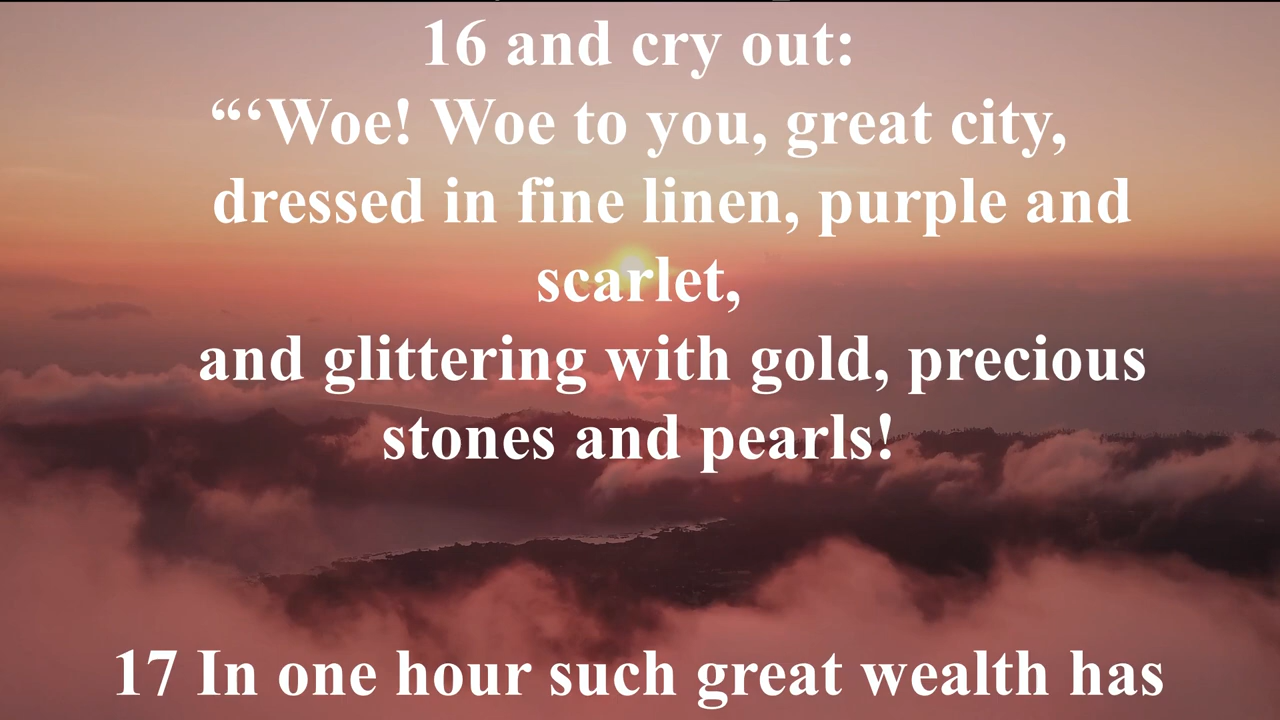 16 and cry out:
“‘Woe! Woe to you, great city,
dressed in fine linen, purple and
scarlet,
and glittering with gold, precious
stones and pearls!
17 In one hour such great wealth has